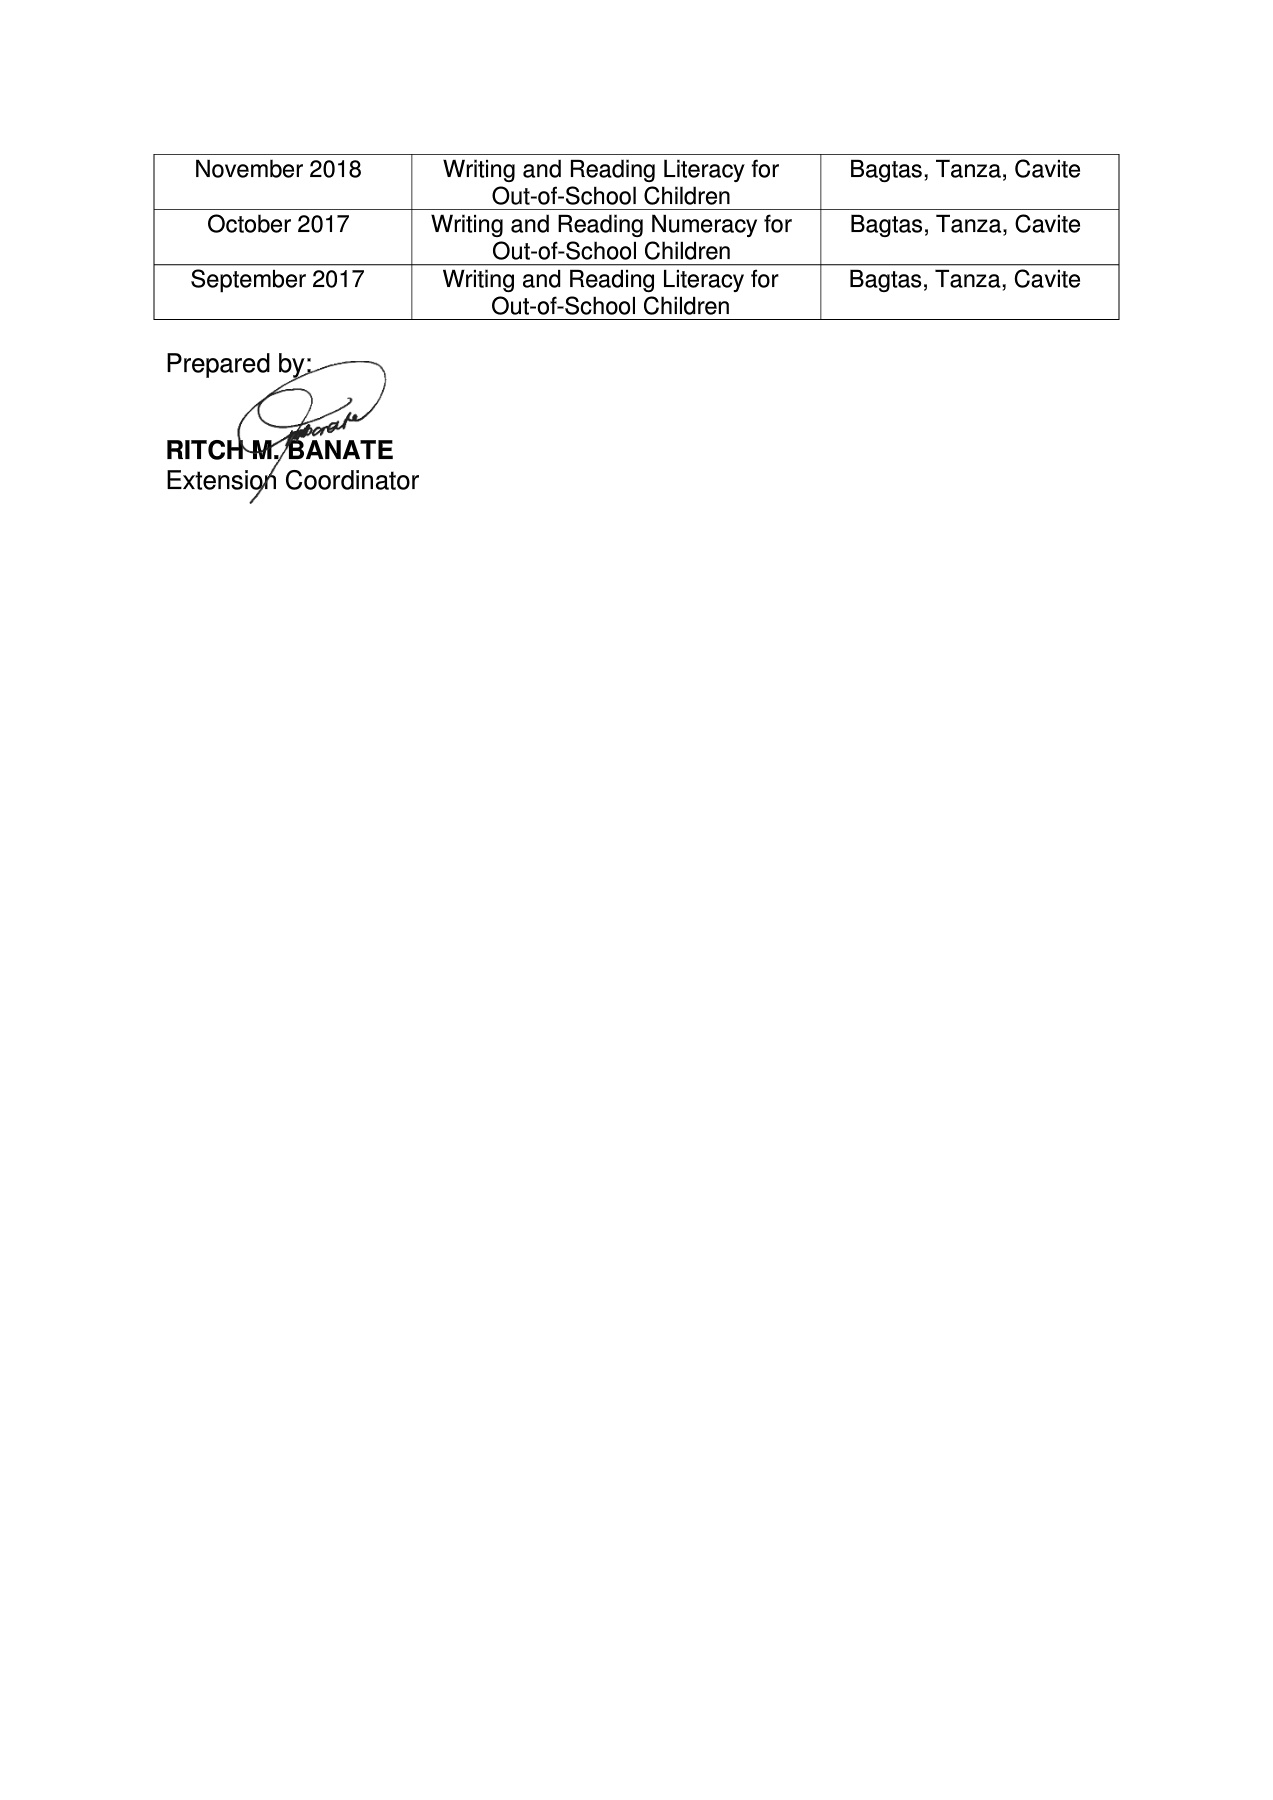 November 2018 Writing and Reading Literacy for Bagtas, Tanza, Cavite
Out-of-School Children
October 2017 Writing and Reading Numeracy for Bagtas, Tanza, Cavite
Out-of-School Children
September 2017 Writing and Reading Literacy for Bagtas, Tanza, Cavite
Out-of-School Children
Prepared by:
RITCH M. BANATE
Extension Coordinator